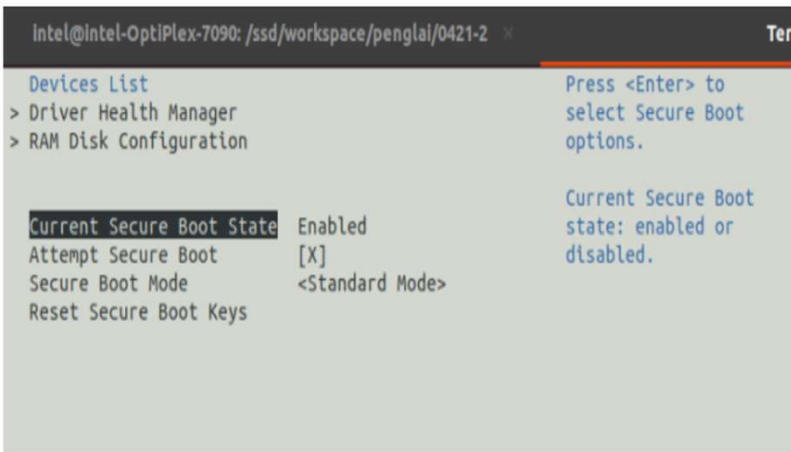 intel@intel-OptiPlex-7090: /ssd/workspace/penglai/0421-2 ×
Devices List
> Driver Health Manager
> RAM Disk Configuration
Current Secure Boot State Enabled
Attempt Secure Boot [X]
Secure Boot Mode <Standard Mode>
Reset Secure Boot Keys
Press <Enter> to
select Secure Boot
options.
Current Secure Boot
state: enabled or
disabled.